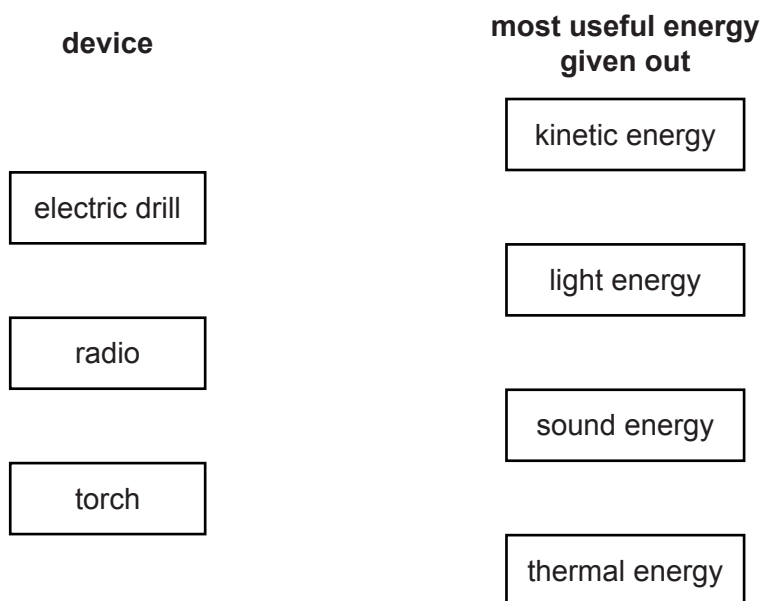 device
most useful energy
given out
kinetic energy
electric drill
light energy
radio
sound energy
torch
thermal energy